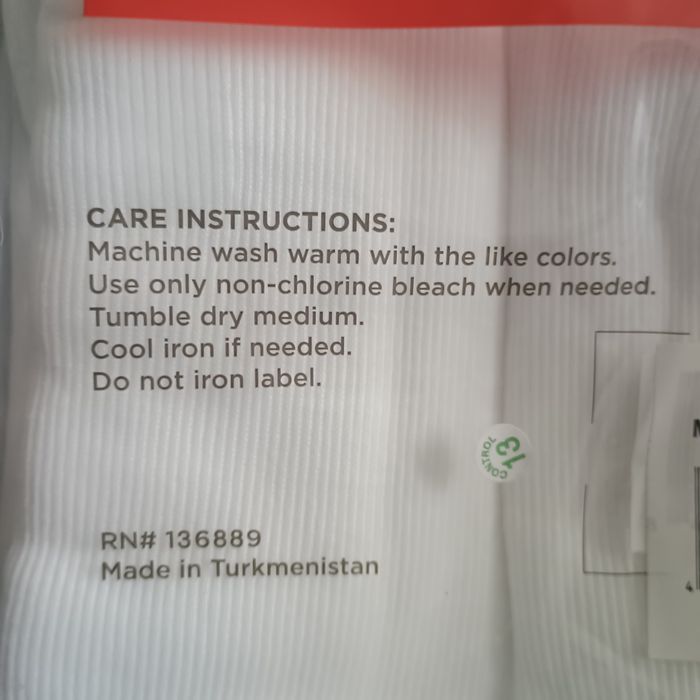 CARE INSTRUCTIONS:
Machine wash warm with the like colors.
Use only non-chlorine bleach when needed.
Tumble dry medium.
Cool iron if needed.
Do not iron label.
CONTROL
13
RN# 136889
Made in Turkmenistan
4